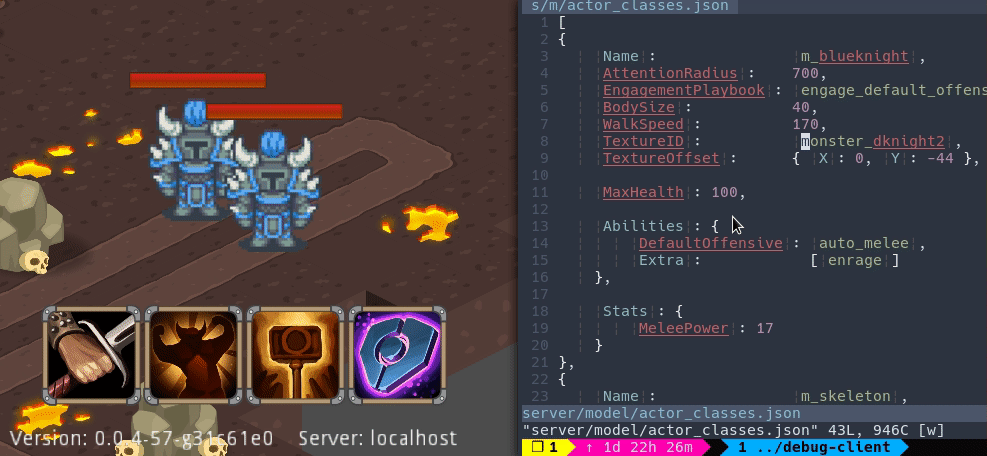 Version: 0.0.4-57-g31c61e0 Server: localhost
s/m/actor_classes.json
1 [
2 {
3 ¦ ¦Name¦: ¦m_blueknight¦,
4 ¦ ¦AttentionRadius¦: 700,
5 ¦ ¦EngagementPlaybook¦: ¦engage_default_offens
6 ¦ ¦BodySize¦: 40,
7 ¦ ¦WalkSpeed¦: 170,
8 ¦ ¦TextureID¦: monster_dknight2¦,
9 ¦ ¦TextureOffset¦: { ¦X¦: 0, ¦Y¦: -44 },
10
11 ¦ ¦MaxHealth¦: 100,
12
13 ¦ ¦Abilities¦: {
14 ¦ ¦ ¦DefaultOffensive¦: ¦auto_melee¦,
15 ¦ ¦ ¦Extra¦: [¦enrage¦]
16 ¦ },
17
18 ¦ ¦Stats¦: {
19 ¦ ¦ ¦MeleePower¦: 17
20 ¦ }
21 },
22 {
23 ¦ ¦Name¦: ¦m_skeleton¦,
server/model/actor_classes.json
"server/model/actor_classes.json" 43L, 946C [w]
1 ↑ 1d 22h 26m 1 ../debug-client